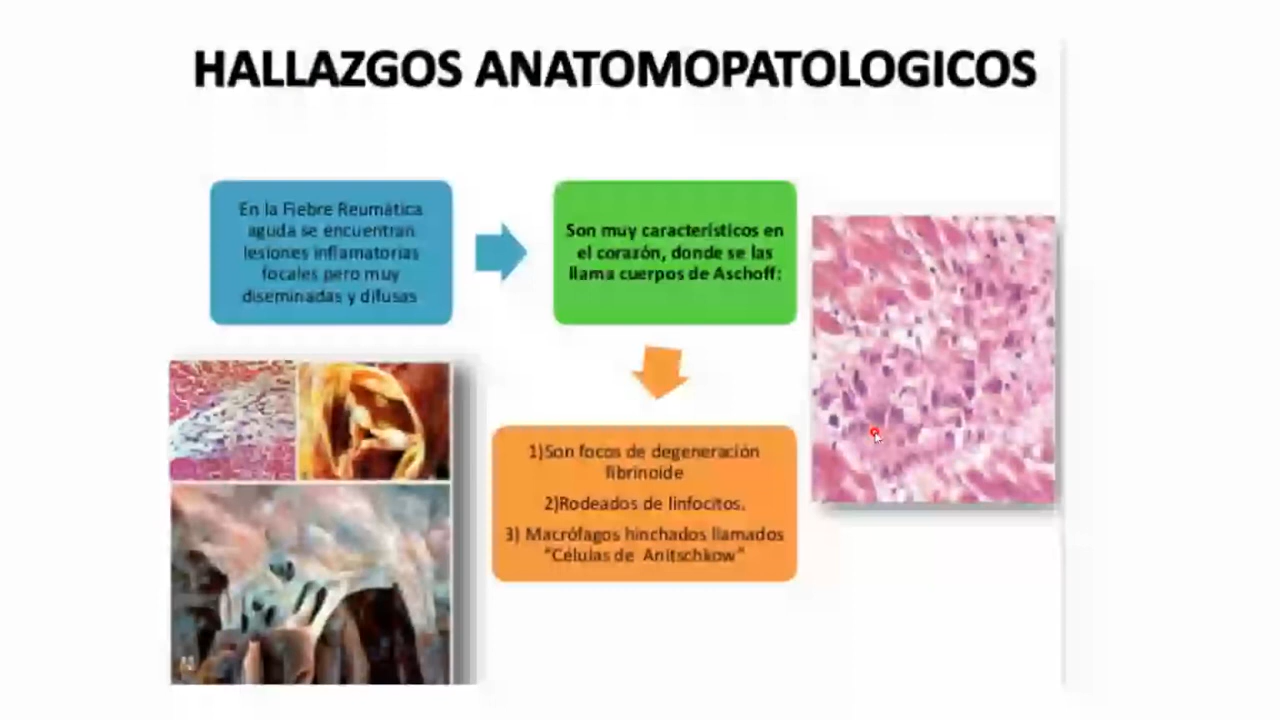 HALLAZGOS ANATOMOPATOLOGICOS
En la Fiebre Reumática
aguda se encuentran
lesiones inflamatorias
focales pero muy
diseminadas y difusas
Son muy característicos en
el corazón, donde se las
llama cuerpos de Aschoff:
1)Son focos de degeneración
fibrinoide
2)Rodeados de linfocitos.
3) Macrófagos hinchados llamados
"Células de Anitschkow"